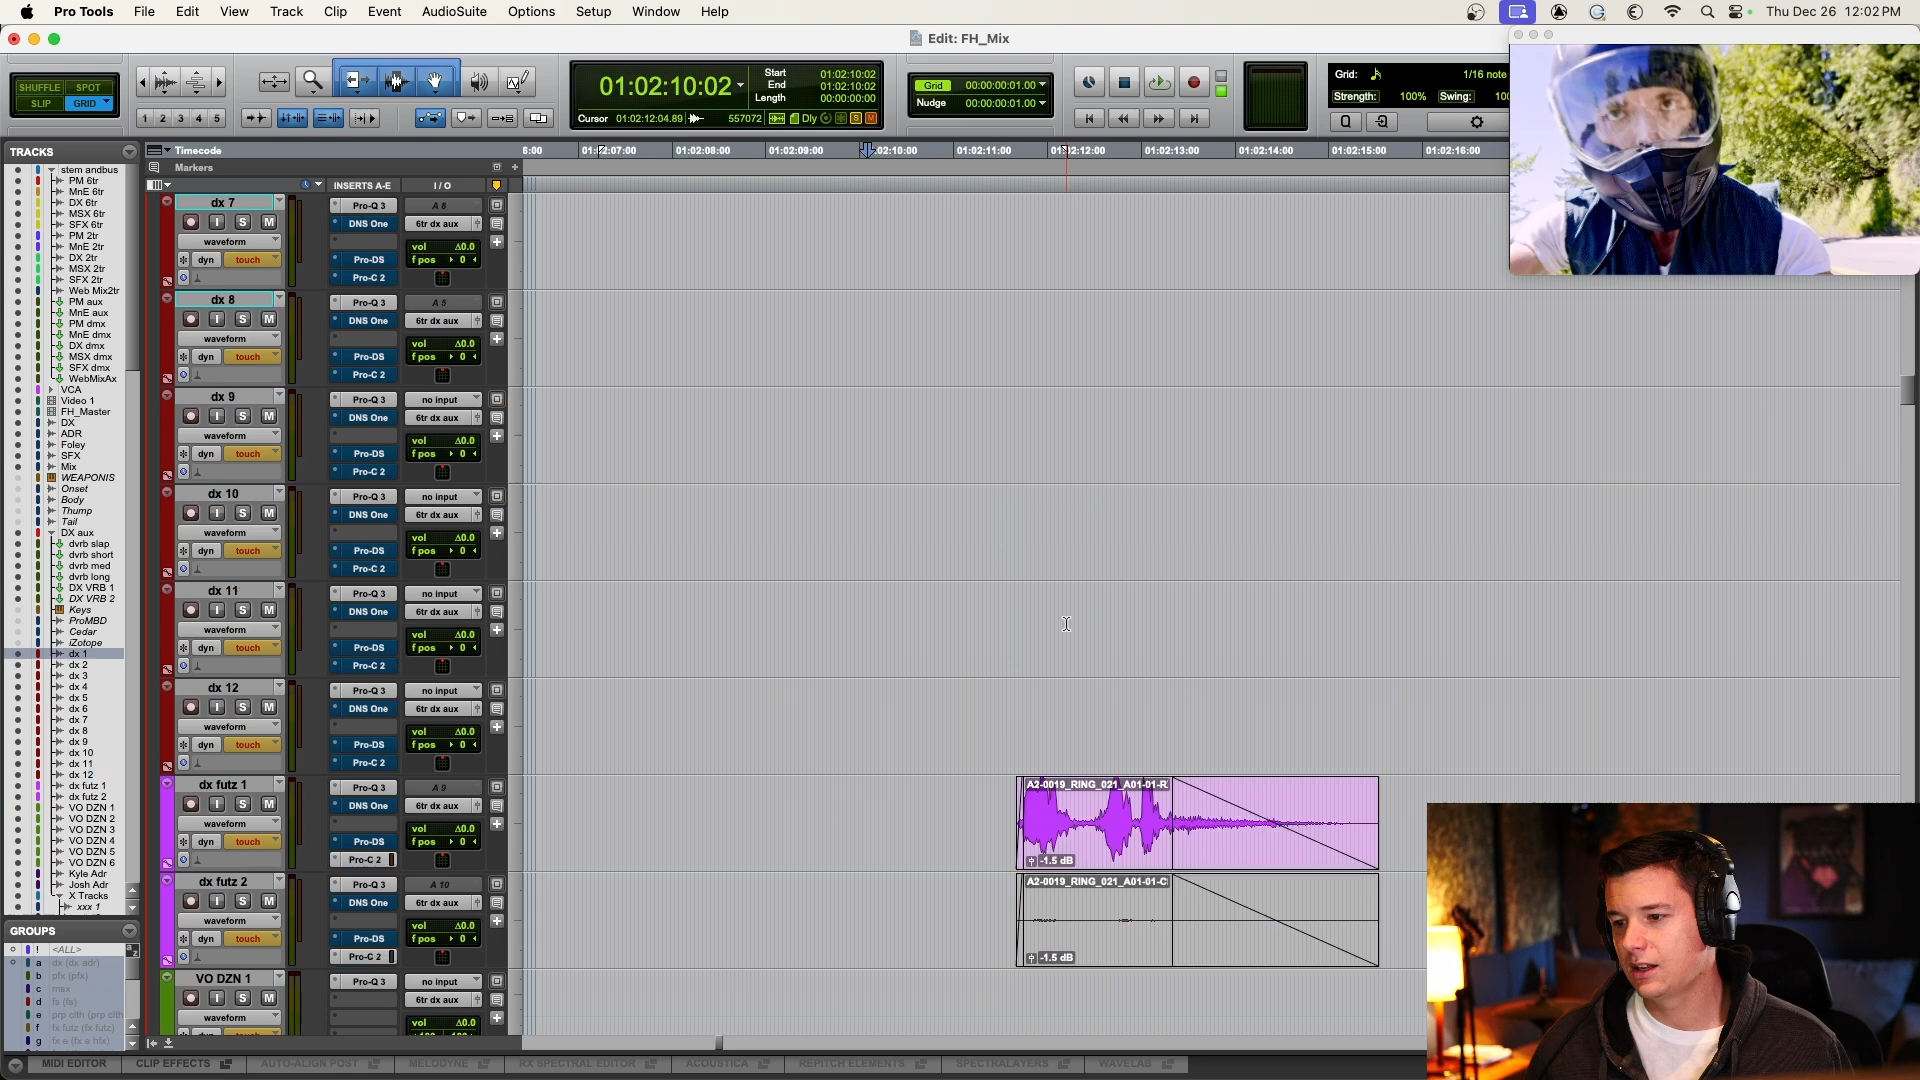 Pro Tools File Edit View Track Clip Event AudioSuite Options Setup Window Help Thu Dec 26 12:02 PM
Edit: FH_Mix
SHUFFLE SPOT
SLIP GRID
1 2 3 4 5
01:02:10:02
Start 01:02:10:02
End 01:02:10:02
Length 00:00:00:00
Cursor 01:02:12:04.89 557072 Dly S M
Grid 00:00:00:01.00
Nudge 00:00:00:01.00
Grid: 1/16 note
Strength: 100% Swing: 10
Q
TRACKS
Timecode 6:00 01:02:07:00 01:02:08:00 01:02:09:00 02:10:00 01:02:11:00 01:02:12:00 01:02:13:00 01:02:14:00 01:02:15:00 01:02:16:00
Markers
INSERTS A-E I / O
stem andbus
PM 6tr
MnE 6tr
DX 6tr
MSX 6tr
SFX 6tr
PM 2tr
MnE 2tr
DX 2tr
MSX 2tr
SFX 2tr
Web Mix2tr
PM aux
MnE aux
PM dmx
MnE dmx
DX dmx
MSX dmx
SFX dmx
WebMixAx
VCA
Video 1
FH_Master
DX
ADR
Foley
SFX
Mix
WEAPONIS
Onset
Body
Thump
Tail
DX aux
dvrb slap
dvrb short
dvrb med
dvrb long
DX VRB 1
DX VRB 2
Keys
ProMBD
Cedar
iZotope
dx 1
dx 2
dx 3
dx 4
dx 5
dx 6
dx 7
dx 8
dx 9
dx 10
dx 11
dx 12
dx futz 1
dx futz 2
VO DZN 1
VO DZN 2
VO DZN 3
VO DZN 4
VO DZN 5
VO DZN 6
Kyle Adr
Josh Adr
X Tracks
xxx 1
GROUPS
! <ALL>
a dx (dx adr)
b pfx (pfx)
c msx
d fs (fs)
e prp clth (prp clth
f fx futz (fx futz)
g fx e (fx e hfx)
dx 7 Pro-Q 3 A 8
I S M DNS One 6tr dx aux
waveform vol Δ0.0
dyn touch Pro-DS f pos 0
Pro-C 2
dx 8 Pro-Q 3 A 5
I S M DNS One 6tr dx aux
waveform vol Δ0.0
dyn touch Pro-DS f pos 0
Pro-C 2
dx 9 Pro-Q 3 no input
I S M DNS One 6tr dx aux
waveform vol Δ0.0
dyn touch Pro-DS f pos 0
Pro-C 2
dx 10 Pro-Q 3 no input
I S M DNS One 6tr dx aux
waveform vol Δ0.0
dyn touch Pro-DS f pos 0
Pro-C 2
dx 11 Pro-Q 3 no input
I S M DNS One 6tr dx aux
waveform vol Δ0.0
dyn touch Pro-DS f pos 0
Pro-C 2
dx 12 Pro-Q 3 no input
I S M DNS One 6tr dx aux
waveform vol Δ0.0
dyn touch Pro-DS f pos 0
Pro-C 2
dx futz 1 Pro-Q 3 A 9 A2-0019_RING_021_A01-01-R
I S M DNS One 6tr dx aux
waveform vol Δ0.0
dyn touch Pro-DS f pos 0
Pro-C 2 -1.5 dB
dx futz 2 Pro-Q 3 A 10 A2-0019_RING_021_A01-01-C
I S M DNS One 6tr dx aux
waveform vol Δ0.0
dyn touch Pro-DS f pos 0
Pro-C 2 -1.5 dB
VO DZN 1 Pro-Q 3 no input
I S M 6tr dx aux
waveform vol Δ0.0
MIDI EDITOR CLIP EFFECTS AUTO-ALIGN POST MELODYNE RX SPECTRAL EDITOR ACOUSTICA REPITCH ELEMENTS SPECTRALAYERS WAVELAB